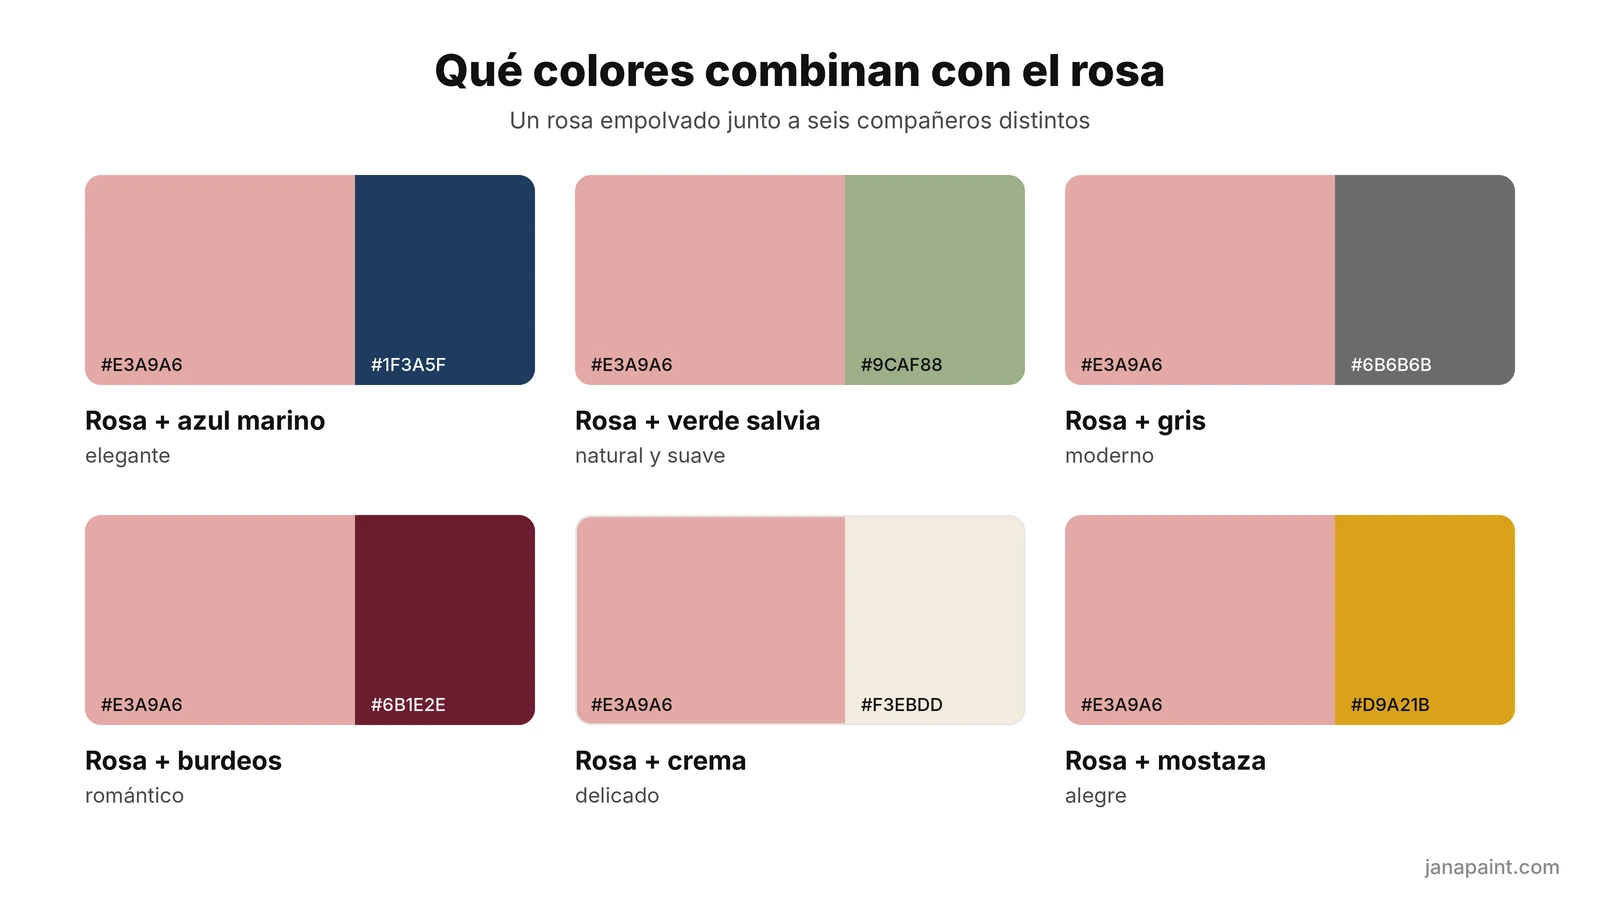 Qué colores combinan con el rosa
Un rosa empolvado junto a seis compañeros distintos
#E3A9A6
#1F3A5F
Rosa + azul marino
elegante
#E3A9A6
#9CAF88
Rosa + verde salvia
natural y suave
#E3A9A6
#6B6B6B
Rosa + gris
moderno
#E3A9A6
#6B1E2E
Rosa + burdeos
romántico
#E3A9A6
#F3EBDD
Rosa + crema
delicado
#E3A9A6
#D9A21B
Rosa + mostaza
alegre
janapaint.com